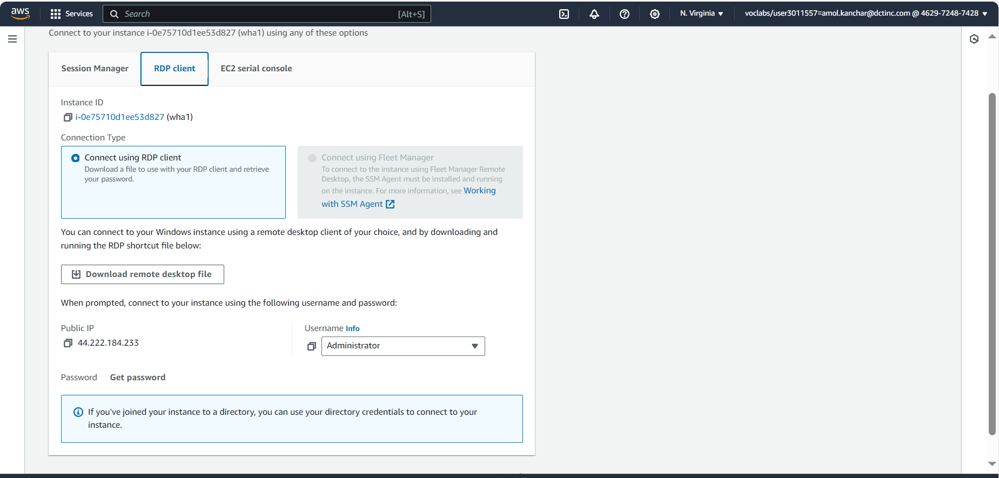 aws
Services
Search
[Alt+S]
N. Virginia
voclabs/user3011557=amol.kanchar@dctinc.com @ 4629-7248-7428
Connect to your instance i-0e75710d1ee53d827 (wha1) using any of these options
Session Manager
RDP client
EC2 serial console
Instance ID
i-0e75710d1ee53d827 (wha1)
Connection Type
Connect using RDP client
Download a file to use with your RDP client and retrieve
your password.
Connect using Fleet Manager
To connect to the instance using Fleet Manager Remote
Desktop, the SSM Agent must be installed and running
on the instance. For more information, see Working
with SSM Agent
You can connect to your Windows instance using a remote desktop client of your choice, and by downloading and
running the RDP shortcut file below:
Download remote desktop file
When prompted, connect to your instance using the following username and password:
Public IP
44.222.184.233
Username Info
Administrator
Password Get password
If you've joined your instance to a directory, you can use your directory credentials to connect to your
instance.